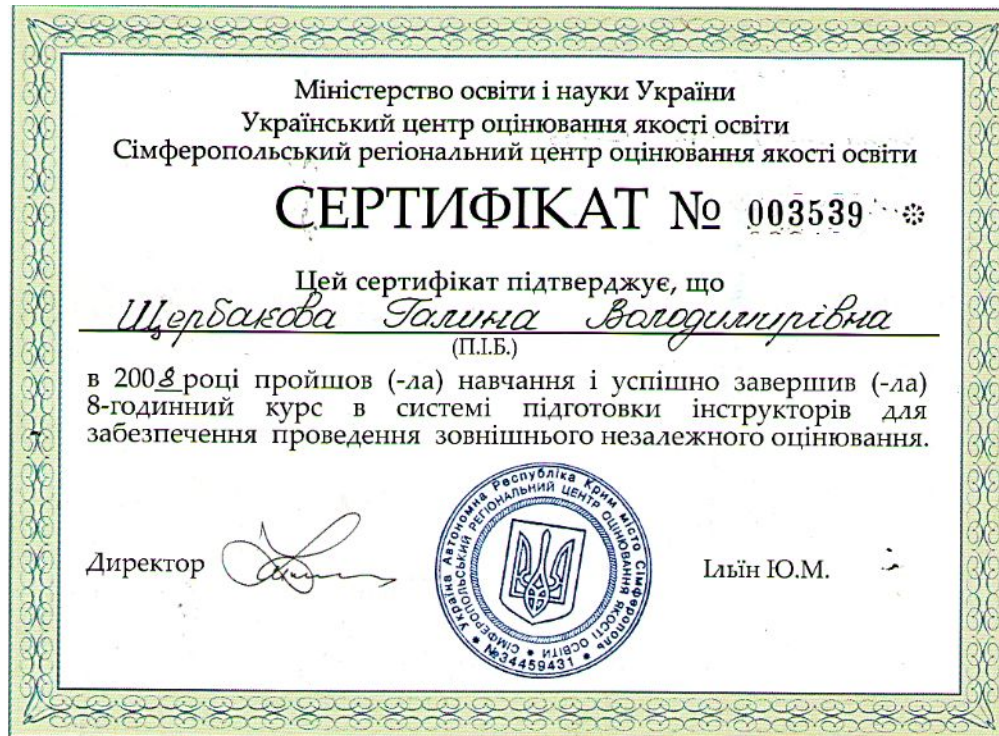 Міністерство освіти і науки України
Український центр оцінювання якості освіти
Сімферопольський регіональний центр оцінювання якості освіти
СЕРТИФІКАТ № 003539 *
Цей сертифікат підтверджує, що
Щербакова Галина Володимирівна
(П.І.Б.)
в 2008 році пройшов (-ла) навчання і успішно завершив (-ла)
8-годинний курс в системі підготовки інструкторів для
забезпечення проведення зовнішнього незалежного оцінювання.
Директор
Ільїн Ю.М.
Україна Автономна Республіка Крим місто Сімферополь
СІМФЕРОПОЛЬСЬКИЙ РЕГІОНАЛЬНИЙ ЦЕНТР ОЦІНЮВАННЯ ЯКОСТІ ОСВІТИ
№34459431